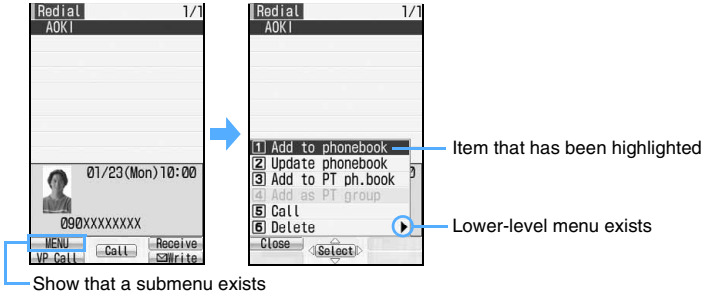 Redial 1/1
AOKI
01/23(Mon)10:00
090XXXXXXXX
MENU Call Receive
VP Call Write
Show that a submenu exists
Redial 1/1
AOKI
1 Add to phonebook
2 Update phonebook
3 Add to PT ph.book
4 Add as PT group
5 Call
6 Delete
Close Select
Item that has been highlighted
Lower-level menu exists